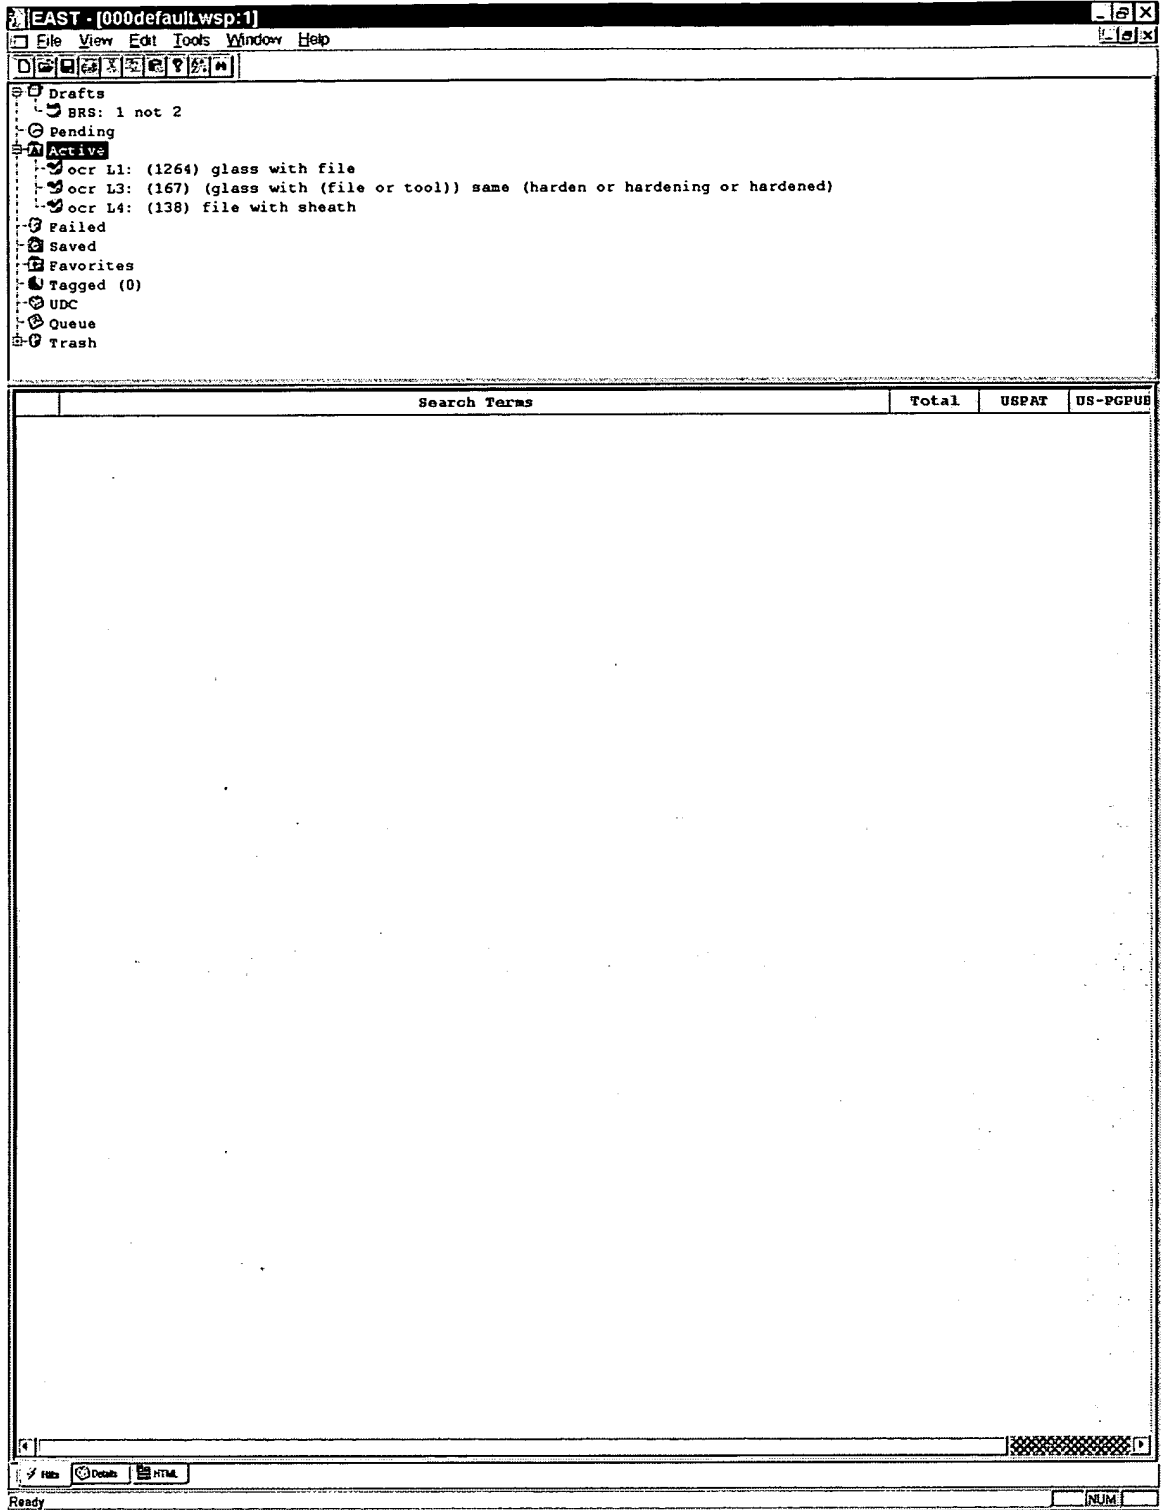 EAST - [000default.wsp:1]
File View Edit Tools Window Help
Drafts
BRS: 1 not 2
Pending
Active
ocr L1: (1264) glass with file
ocr L3: (167) (glass with (file or tool)) same (harden or hardening or hardened)
ocr L4: (138) file with sheath
Failed
Saved
Favorites
Tagged (0)
UDC
Queue
Trash
Search Terms Total USPAT US-PGPUB
Hits Details HTML
Ready NUM